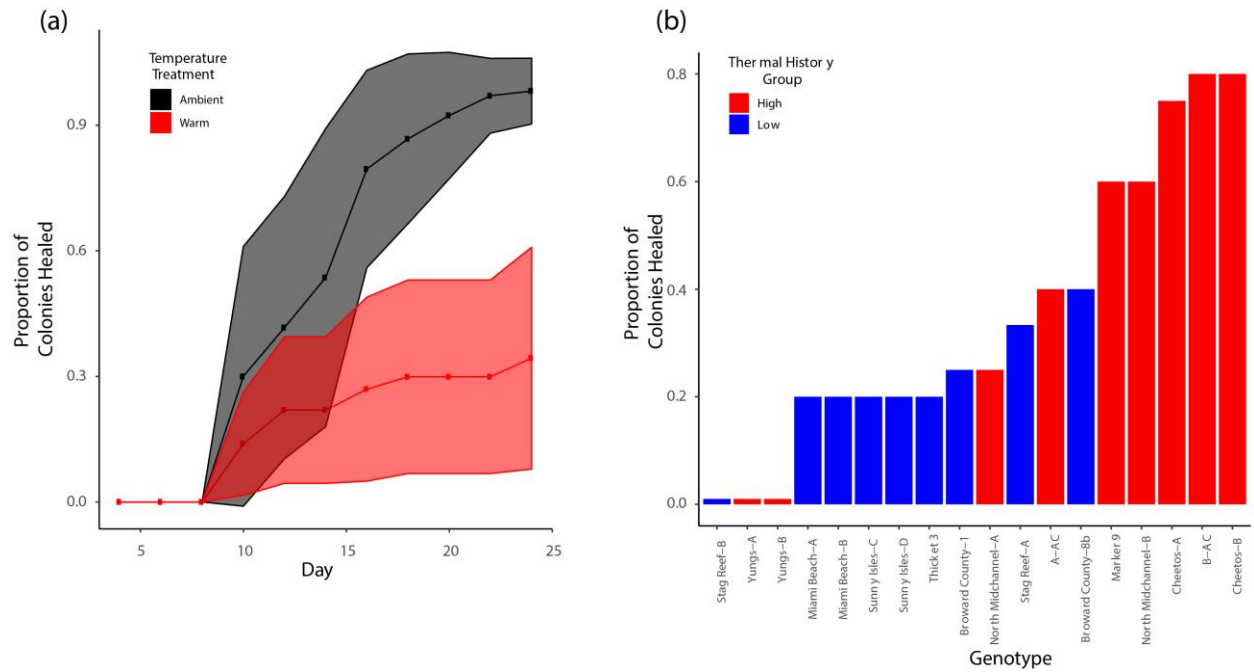 (a)
Temperature
Treatment
Ambient
Warm
Proportion of
Colonies Healed
0.9
0.6
0.3
0.0
5
10
15
20
25
Day
(b)
Ther mal Histor y
Group
High
Low
Proportion of
Colonies Healed
0.8
0.6
0.4
0.2
0.0
Stag Reef−B
Yungs−A
Yungs−B
Miami Beach−A
Miami Beach−B
Sunn y Isles−C
Sunn y Isles−D
Thick et 3
Broward County−1
North Midchannel−A
Stag Reef−A
A−A C
Broward County−8b
Marker 9
North Midchannel−B
Cheetos−A
B−A C
Cheetos−B
Genotype